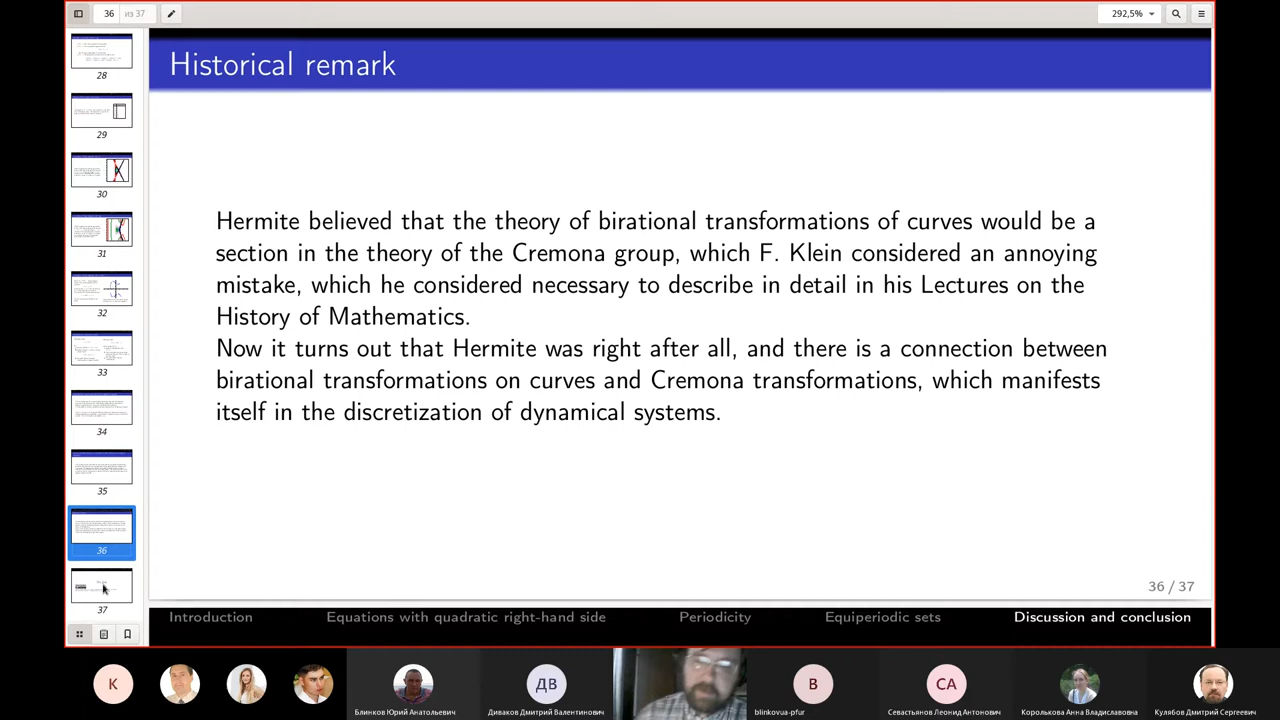 36 из 37
292,5%
28
29
30
31
32
33
34
35
36
37
Historical remark
Hermite believed that the theory of birational transformations of curves would be a
section in the theory of the Cremona group, which F. Klein considered an annoying
mistake, which he considered necessary to describe in detail in his Lectures on the
History of Mathematics.
Now it turns out that Hermite was right after all, and there is a connection between
birational transformations on curves and Cremona transformations, which manifests
itself in the discretization of dynamical systems.
36 / 37
Introduction Equations with quadratic right-hand side Periodicity Equiperiodic sets Discussion and conclusion
К
ДВ
B
СА
Блинков Юрий Анатольевич
Диваков Дмитрий Валентинович
blinkovua-pfur
Севастьянов Леонид Антонович
Королькова Анна Владиславовна
Кулябов Дмитрий Сергеевич